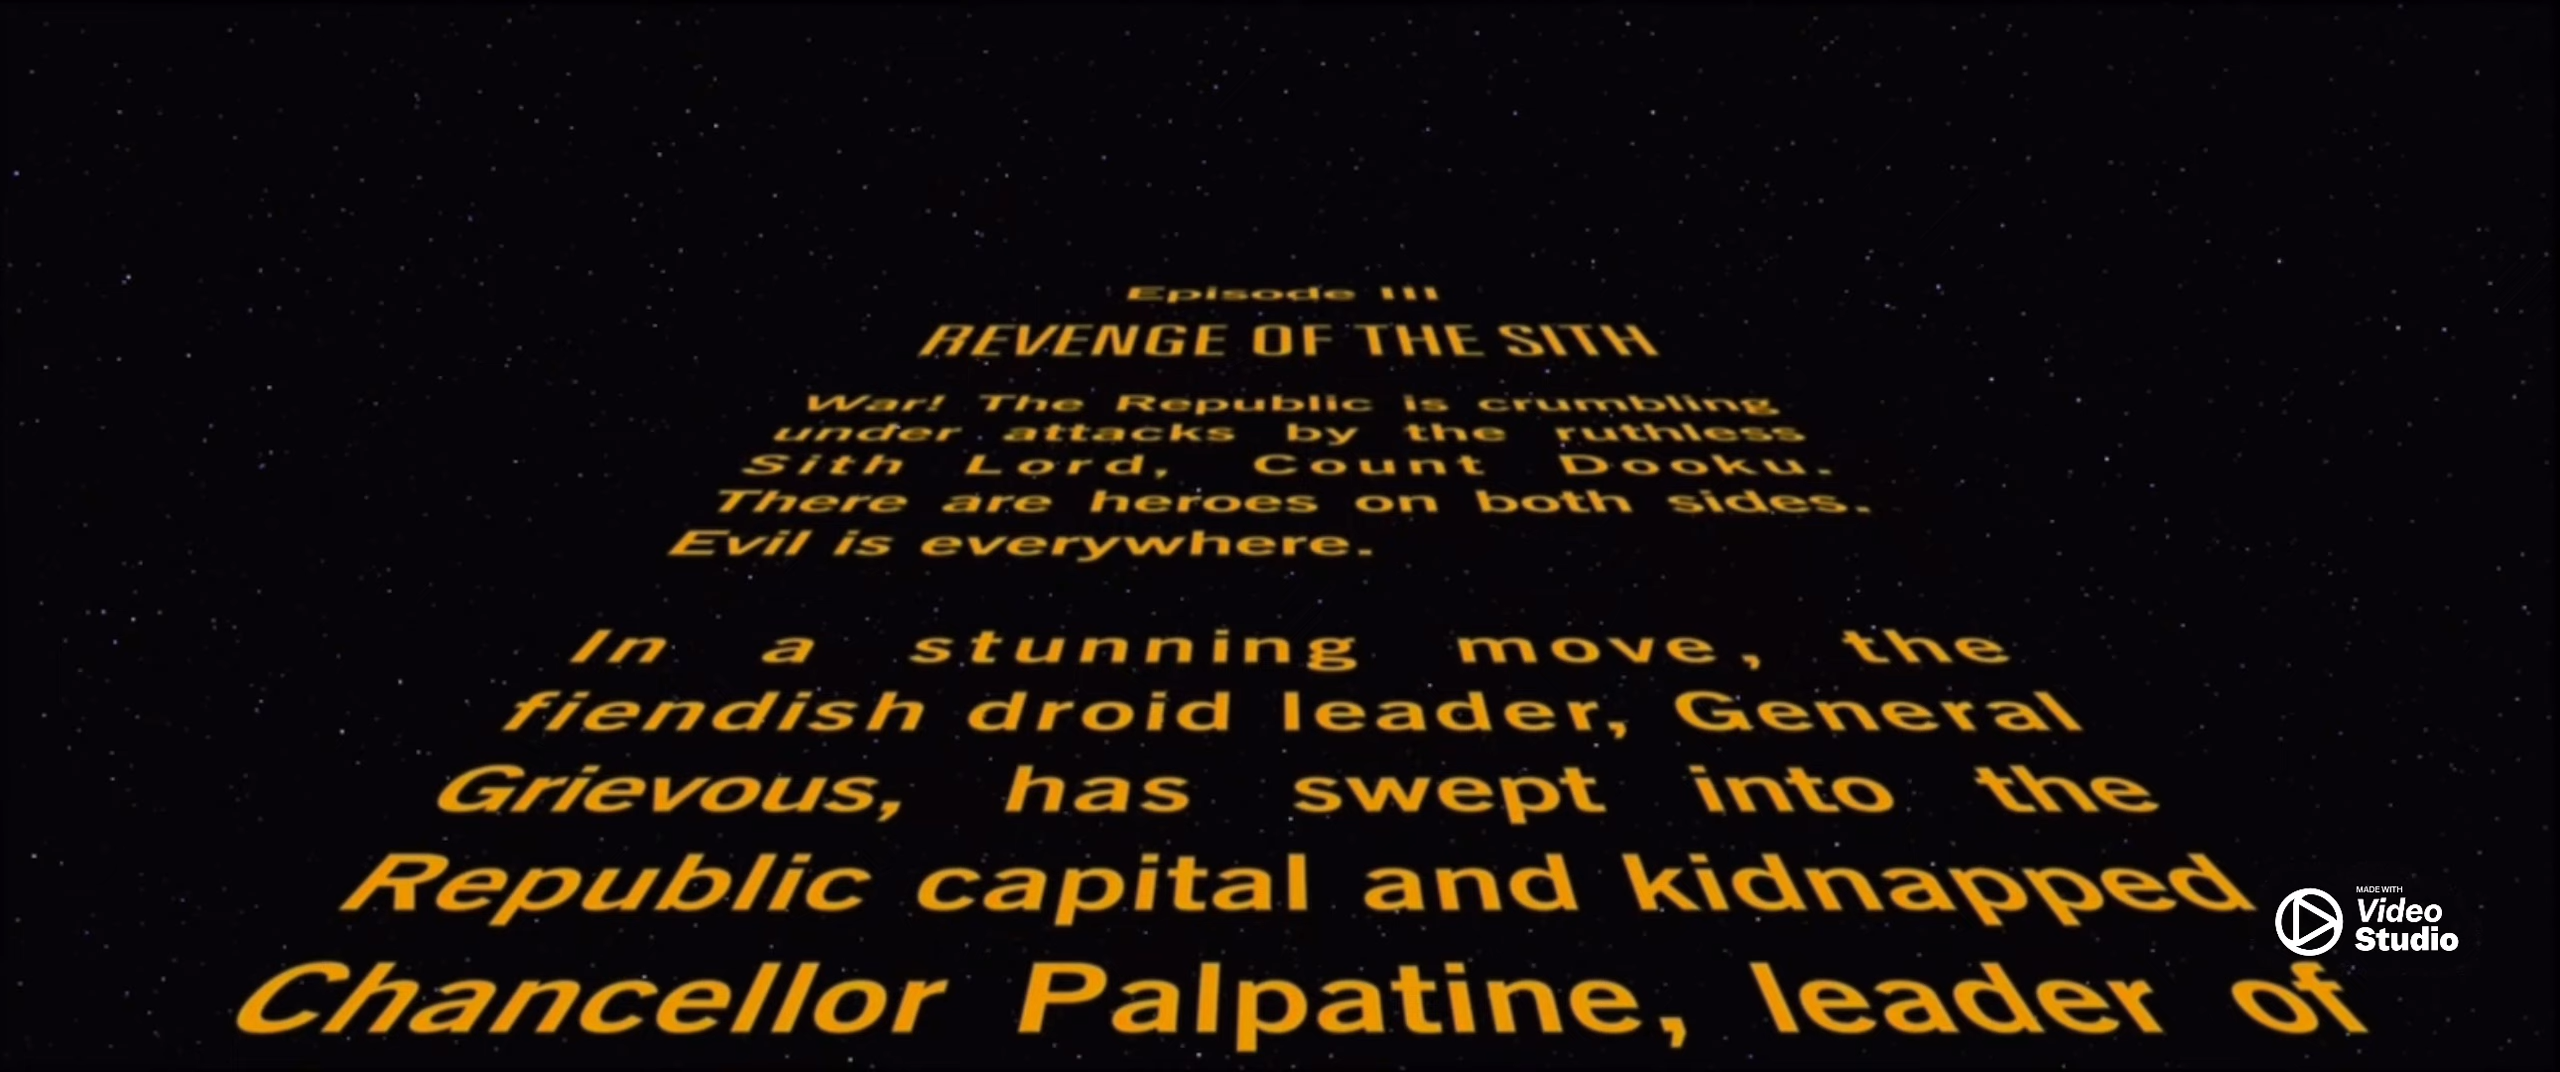 Episode III
REVENGE OF THE SITH
War! The Republic is crumbling
under attacks by the ruthless
Sith Lord, Count Dooku.
There are heroes on both sides.
Evil is everywhere.
In a stunning move, the
fiendish droid leader, General
Grievous, has swept into the
Republic capital and kidnapped
Chancellor Palpatine, leader of
MADE WITH
Video
Studio